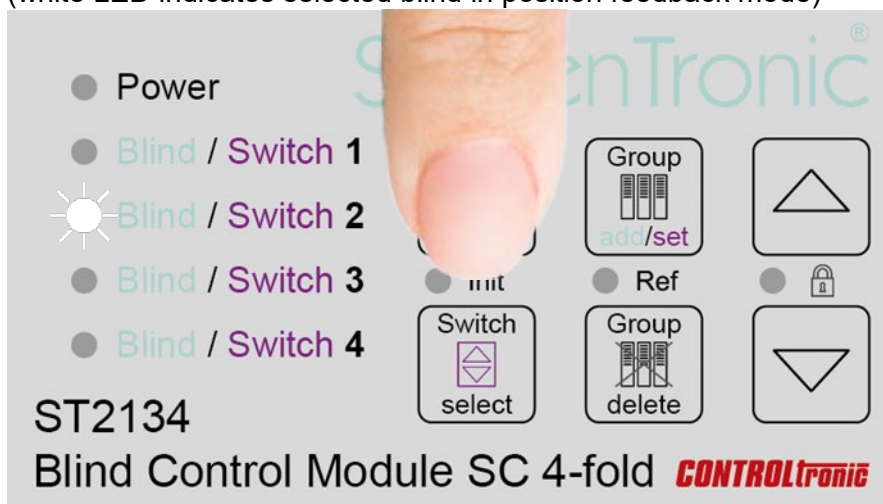 (white LED indicates selected blind in position feedback mode)
®
Power
Blind / Switch 1
Blind / Switch 2
Blind / Switch 3
Blind / Switch 4
Group
add/set
Init
Ref
Switch
select
Group
delete
ST2134
Blind Control Module SC 4-fold CONTROLtronic